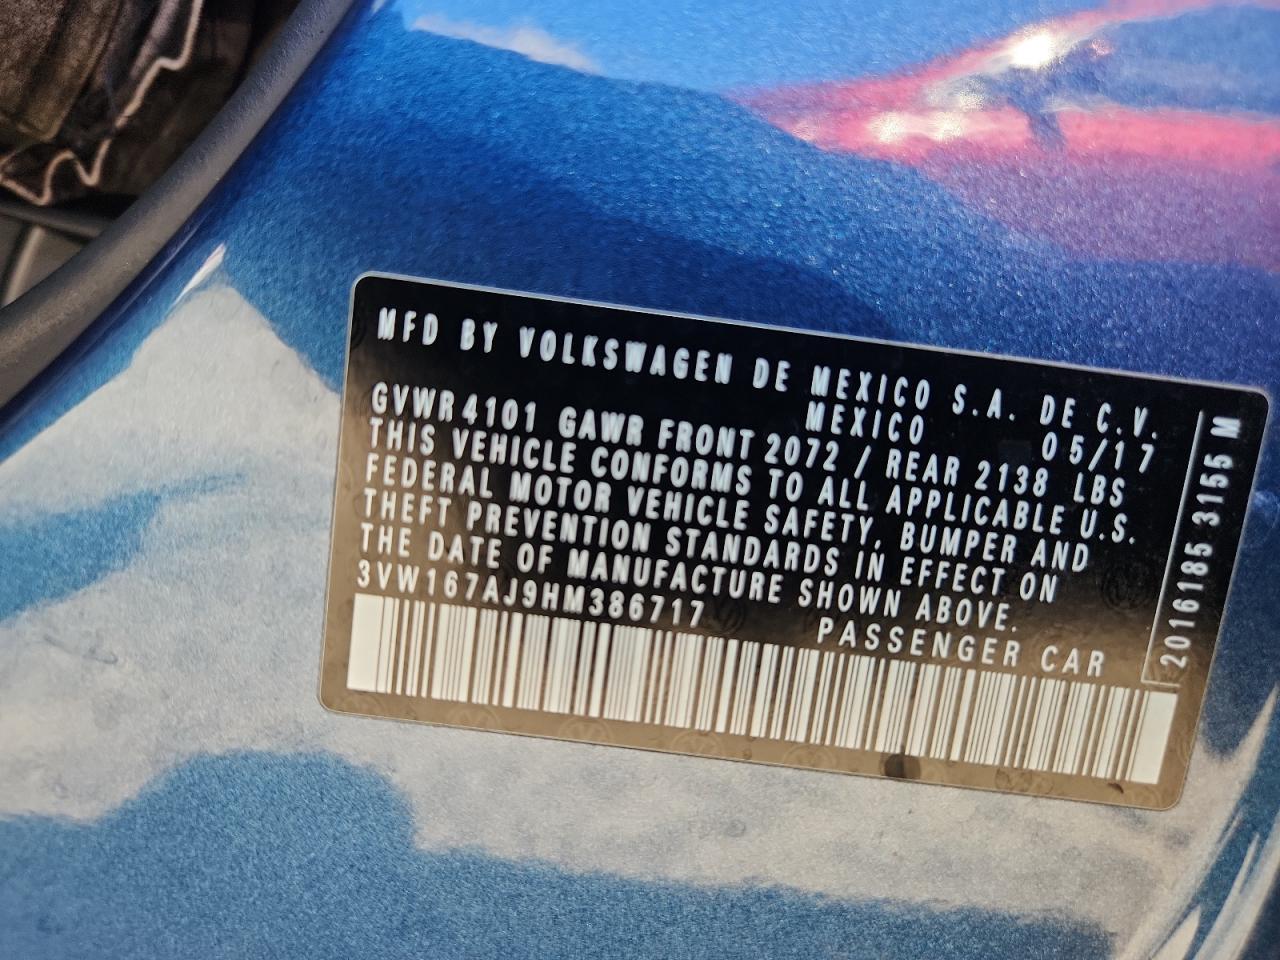 MFD BY VOLKSWAGEN DE MEXICO S.A. DE C.V.
MEXICO 05/17
GVWR4101 GAWR FRONT 2072 / REAR 2138 LBS
THIS VEHICLE CONFORMS TO ALL APPLICABLE U.S.
FEDERAL MOTOR VEHICLE SAFETY, BUMPER AND
THEFT PREVENTION STANDARDS IN EFFECT ON
THE DATE OF MANUFACTURE SHOWN ABOVE.
3VW167AJ9HM386717 PASSENGER CAR
2016185 3155 M